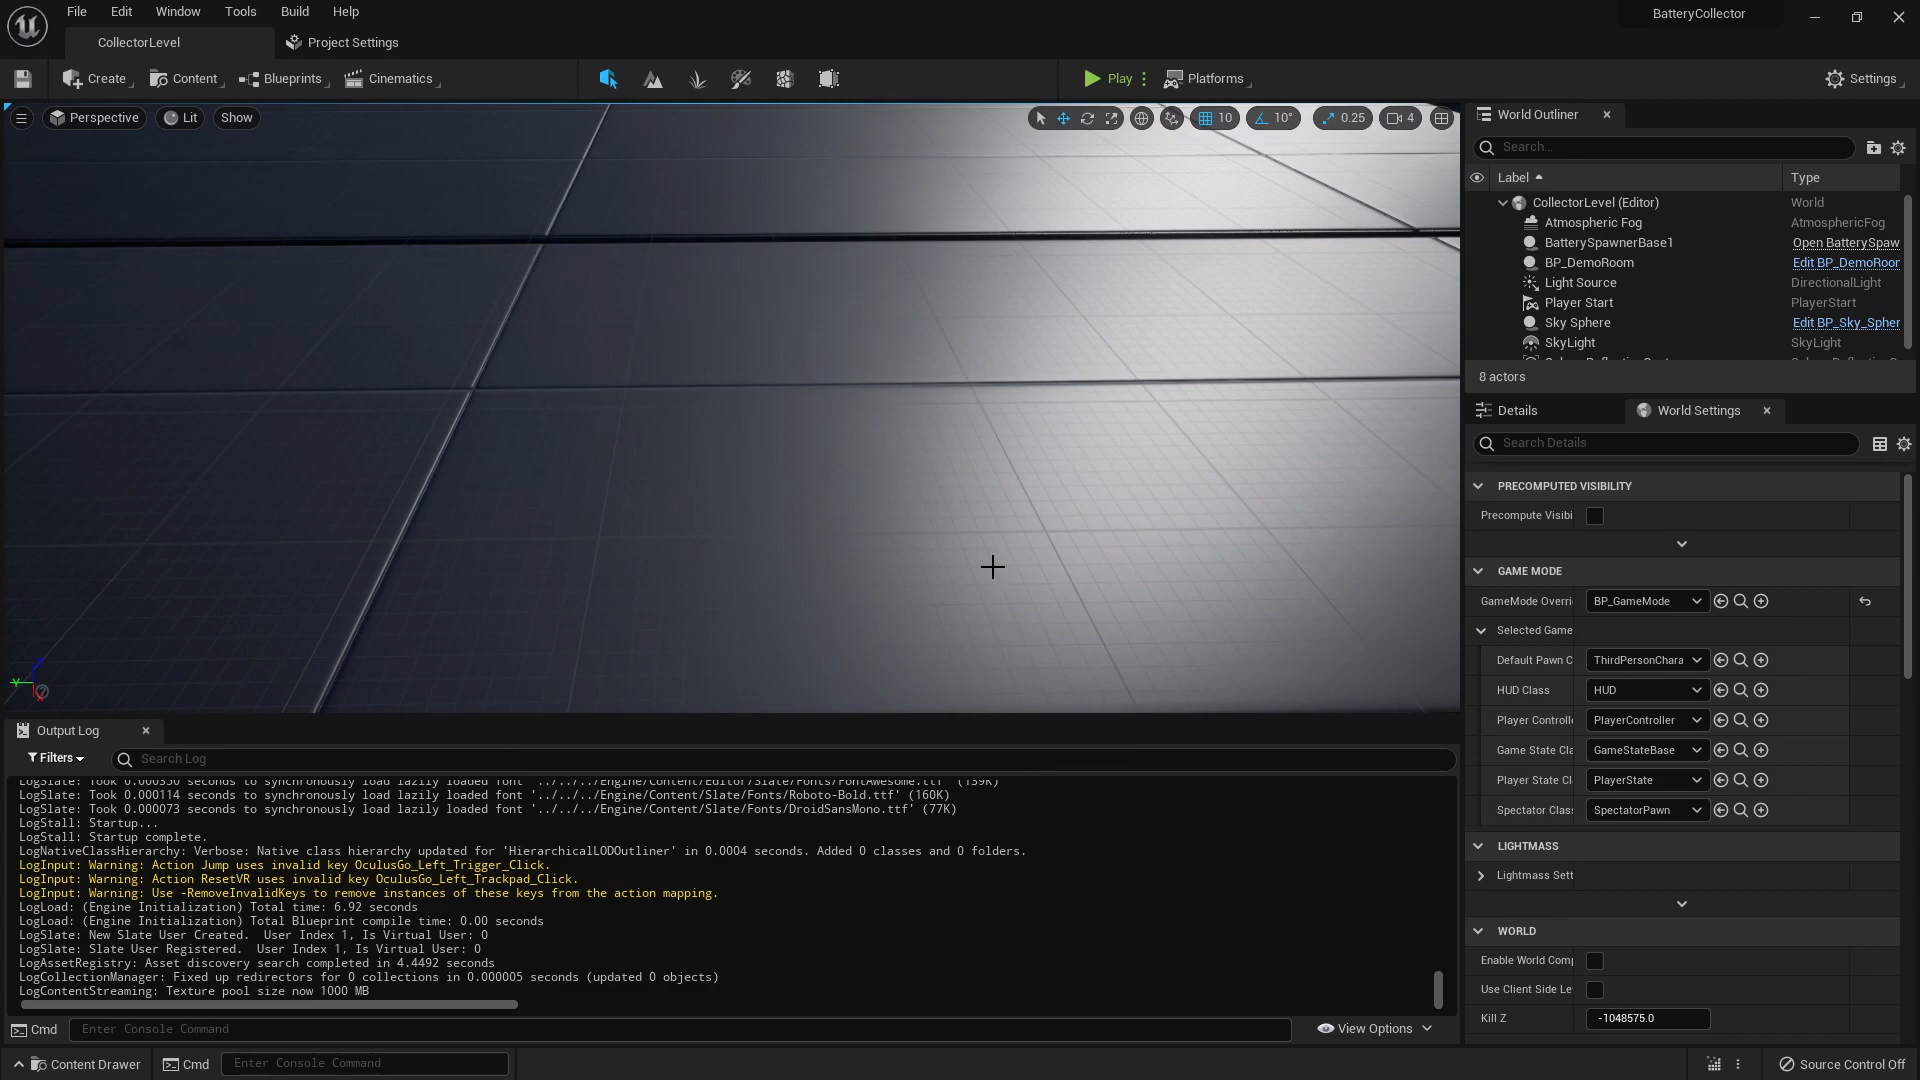 File Edit Window Tools Build Help
BatteryCollector
CollectorLevel
Project Settings
Create Content Blueprints Cinematics Play Platforms Settings
Perspective Lit Show 10 10° 0.25 4
World Outliner
Search...
Label Type
CollectorLevel (Editor) World
Atmospheric Fog AtmosphericFog
BatterySpawnerBase1 Open BatterySpaw
BP_DemoRoom Edit BP_DemoRoor
Light Source DirectionalLight
Player Start PlayerStart
Sky Sphere Edit BP_Sky_Spher
SkyLight SkyLight
8 actors
Details World Settings
Search Details
PRECOMPUTED VISIBILITY
Precompute Visibi
GAME MODE
GameMode Overri BP_GameMode
Selected Game
Default Pawn C ThirdPersonChara
HUD Class HUD
Player Controlle PlayerController
Game State Cla GameStateBase
Player State Cl PlayerState
Spectator Class SpectatorPawn
LIGHTMASS
Lightmass Sett
WORLD
Enable World Comp
Use Client Side Le
Kill Z -1048575.0
Output Log
Filters Search Log
LogSlate: Took 0.000350 seconds to synchronously load lazily loaded font '../../../Engine/Content/Editor/Slate/Fonts/FontAwesome.ttf' (139K)
LogSlate: Took 0.000114 seconds to synchronously load lazily loaded font '../../../Engine/Content/Slate/Fonts/Roboto-Bold.ttf' (160K)
LogSlate: Took 0.000073 seconds to synchronously load lazily loaded font '../../../Engine/Content/Slate/Fonts/DroidSansMono.ttf' (77K)
LogStall: Startup...
LogStall: Startup complete.
LogNativeClassHierarchy: Verbose: Native class hierarchy updated for 'HierarchicalLODOutliner' in 0.0004 seconds. Added 0 classes and 0 folders.
LogInput: Warning: Action Jump uses invalid key OculusGo_Left_Trigger_Click.
LogInput: Warning: Action ResetVR uses invalid key OculusGo_Left_Trackpad_Click.
LogInput: Warning: Use -RemoveInvalidKeys to remove instances of these keys from the action mapping.
LogLoad: (Engine Initialization) Total time: 6.92 seconds
LogLoad: (Engine Initialization) Total Blueprint compile time: 0.00 seconds
LogSlate: New Slate User Created.  User Index 1, Is Virtual User: 0
LogSlate: Slate User Registered.  User Index 1, Is Virtual User: 0
LogAssetRegistry: Asset discovery search completed in 4.4492 seconds
LogCollectionManager: Fixed up redirectors for 0 collections in 0.000005 seconds (updated 0 objects)
LogContentStreaming: Texture pool size now 1000 MB
Cmd Enter Console Command View Options
Content Drawer Cmd Enter Console Command Source Control Off